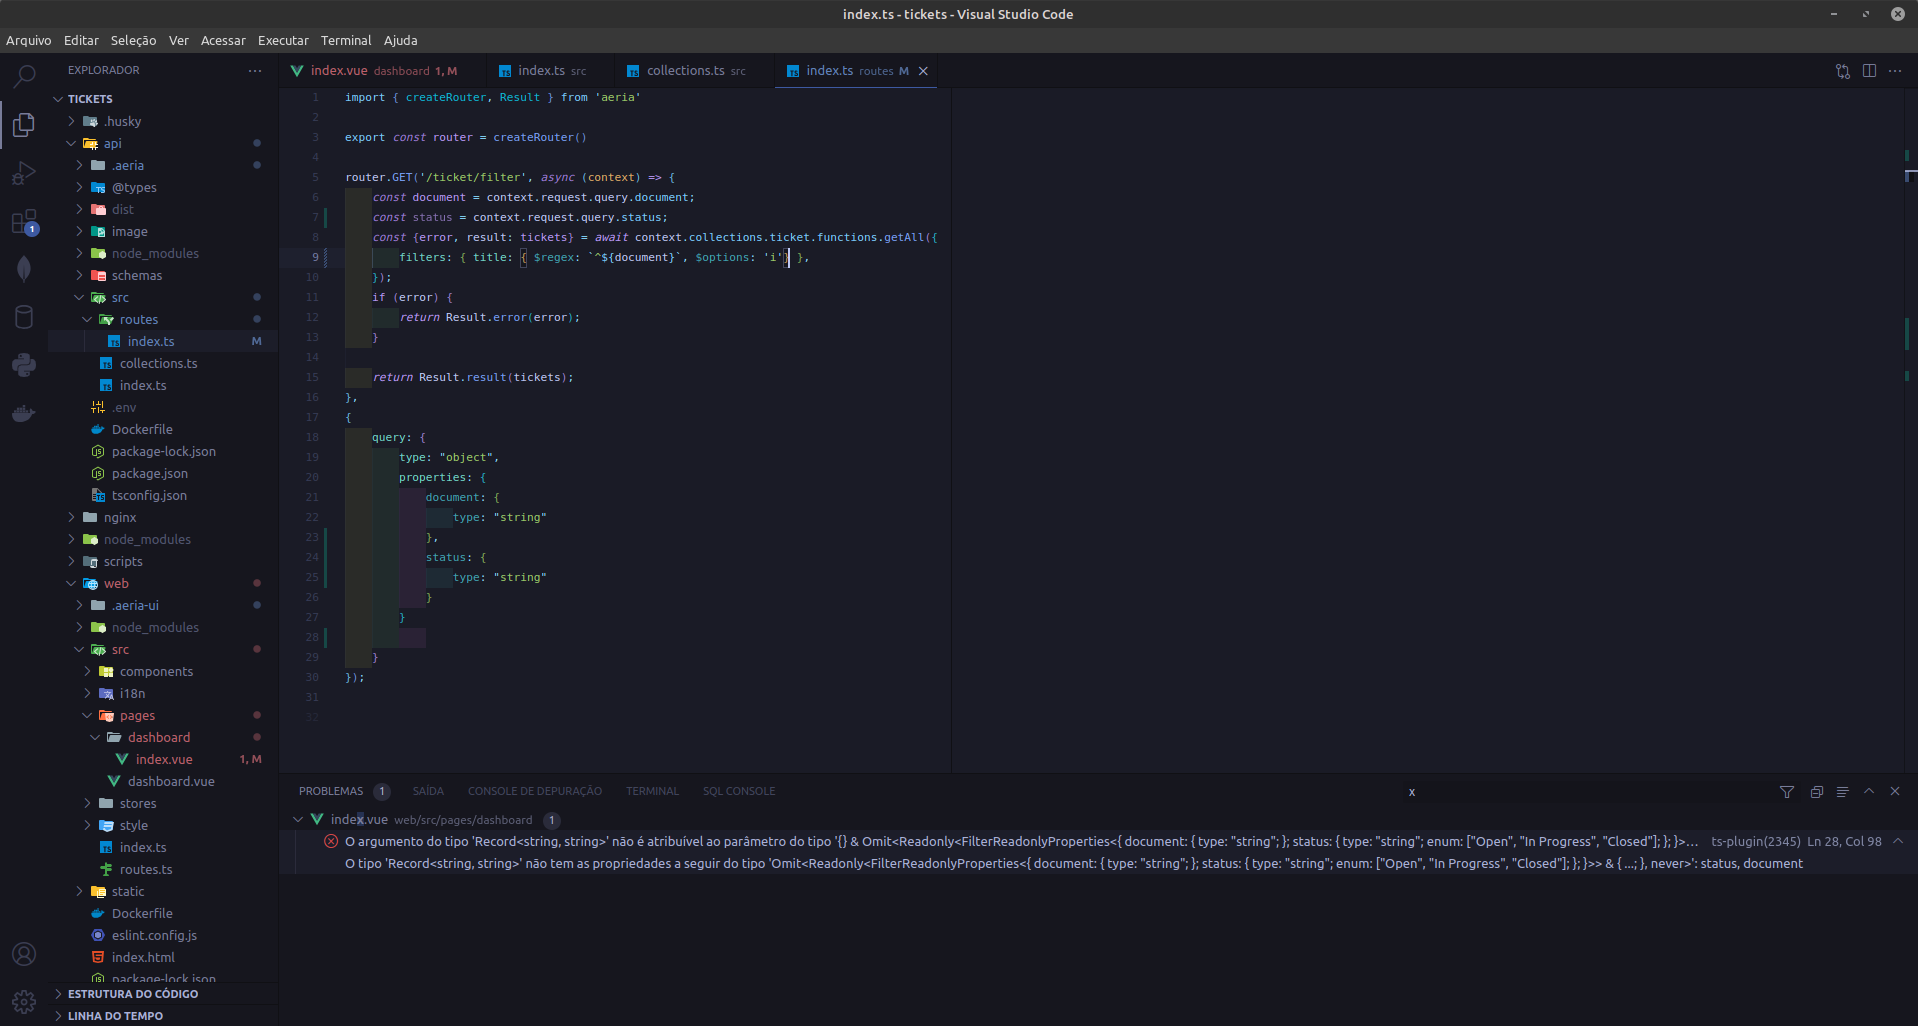 index.ts - tickets - Visual Studio Code
Arquivo Editar Seleção Ver Acessar Executar Terminal Ajuda
EXPLORADOR ···
TICKETS
.husky
api
.aeria
@types
dist
image
node_modules
schemas
src
routes
index.ts M
collections.ts
index.ts
.env
Dockerfile
package-lock.json
package.json
tsconfig.json
nginx
node_modules
scripts
web
.aeria-ui
node_modules
src
components
i18n
pages
dashboard
index.vue 1, M
dashboard.vue
stores
style
index.ts
routes.ts
static
Dockerfile
eslint.config.js
index.html
package-lock.json
ESTRUTURA DO CÓDIGO
LINHA DO TEMPO
1
index.vue dashboard 1, M
index.ts src
collections.ts src
index.ts routes M
1 import { createRouter, Result } from 'aeria'
2
3 export const router = createRouter()
4
5 router.GET('/ticket/filter', async (context) => {
6 const document = context.request.query.document;
7 const status = context.request.query.status;
8 const {error, result: tickets} = await context.collections.ticket.functions.getAll({
9 filters: { title: { $regex: `^${document}`, $options: 'i'} },
10 });
11 if (error) {
12 return Result.error(error);
13 }
14
15 return Result.result(tickets);
16 },
17 {
18 query: {
19 type: "object",
20 properties: {
21 document: {
22 type: "string"
23 },
24 status: {
25 type: "string"
26 }
27 }
28
29 }
30 });
31
32
PROBLEMAS 1 SAÍDA CONSOLE DE DEPURAÇÃO TERMINAL SQL CONSOLE x
index.vue web/src/pages/dashboard 1
O argumento do tipo 'Record<string, string>' não é atribuível ao parâmetro do tipo '{} & Omit<Readonly<FilterReadonlyProperties<{ document: { type: "string"; }; status: { type: "string"; enum: ["Open", "In Progress", "Closed"]; }; }>... ts-plugin(2345) Ln 28, Col 98
O tipo 'Record<string, string>' não tem as propriedades a seguir do tipo 'Omit<Readonly<FilterReadonlyProperties<{ document: { type: "string"; }; status: { type: "string"; enum: ["Open", "In Progress", "Closed"]; }; }>> & { ...; }, never>': status, document